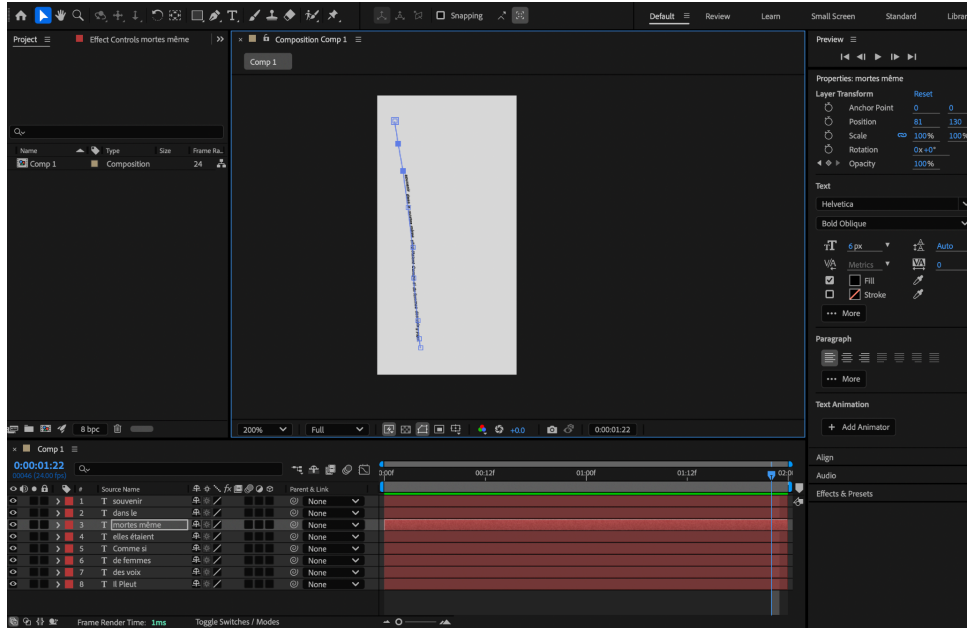 Default
Review
Learn
Small Screen
Standard
Librar
Snapping
Project
Effect Controls mortes même
Composition Comp 1
Comp 1
Name
Type
Size
Frame Ra..
Comp 1
Composition
24
8 bpc
200%
Full
+0.0
0:00:01:22
Preview
Properties: mortes même
Layer Transform
Reset
Anchor Point
0
0
Position
81
130
Scale
100%
100%
Rotation
0x+0°
Opacity
100%
Text
Helvetica
Bold Oblique
6 px
Auto
Metrics
0
Fill
Stroke
More
Paragraph
More
Text Animation
+ Add Animator
Align
Audio
Effects & Presets
Comp 1
0:00:01:22
00046 (24.00 fps)
00:12f
01:00f
01:12f
02:0
#
Source Name
Parent & Link
1 T souvenir None
2 T dans le None
3 T mortes même None
4 T elles étaient None
5 T Comme si None
6 T de femmes None
7 T des voix None
8 T Il Pleut None
Frame Render Time: 1ms
Toggle Switches / Modes